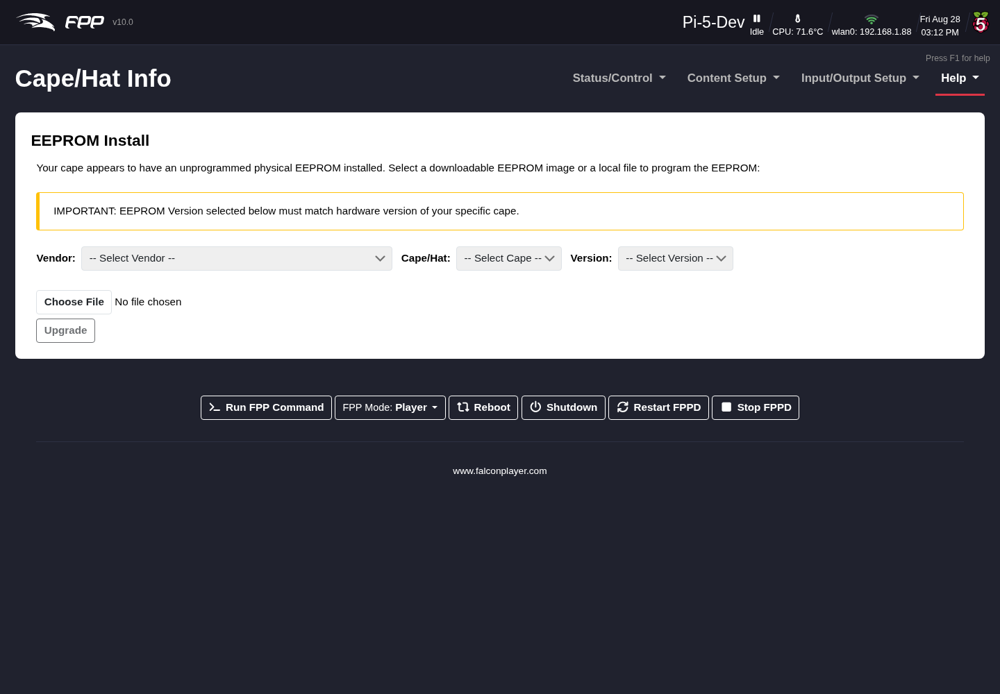 FPP v10.0
Pi-5-Dev
Idle
CPU: 71.6°C
wlan0: 192.168.1.88
Fri Aug 28
03:12 PM
5
Press F1 for help
Cape/Hat Info
Status/Control
Content Setup
Input/Output Setup
Help
EEPROM Install
Your cape appears to have an unprogrammed physical EEPROM installed. Select a downloadable EEPROM image or a local file to program the EEPROM:
IMPORTANT: EEPROM Version selected below must match hardware version of your specific cape.
Vendor: -- Select Vendor -- Cape/Hat: -- Select Cape -- Version: -- Select Version --
Choose File No file chosen
Upgrade
Run FPP Command
FPP Mode: Player
Reboot
Shutdown
Restart FPPD
Stop FPPD
www.falconplayer.com